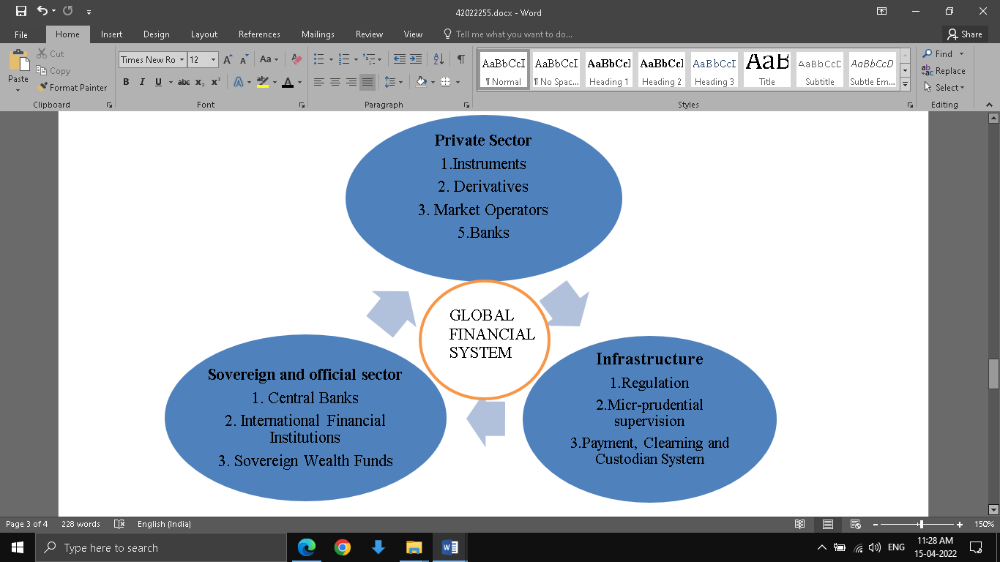 42022255.docx - Word
File
Home
Insert
Design
Layout
References
Mailings
Review
View
Tell me what you want to do...
Share
Paste
Cut
Copy
Format Painter
Clipboard
Times New Ro
12
Aa
B I U abc x₂ x²
A
Font
Paragraph
AaBbCcI
¶ Normal
AaBbCcI
¶ No Spac...
AaBbCcI
Heading 1
AaBbCcI
Heading 2
AaBbCcI
Heading 3
AaB
Title
AaBbCcD
Subtitle
AaBbCcD
Subtle Em...
Styles
Find
Replace
Select
Editing
Private Sector
1.Instruments
2. Derivatives
3. Market Operators
5.Banks
GLOBAL
FINANCIAL
SYSTEM
Sovereign and official sector
1. Central Banks
2. International Financial
Institutions
3. Sovereign Wealth Funds
Infrastructure
1.Regulation
2.Micr-prudential
supervision
3.Payment, Clearning and
Custodian System
Page 3 of 4
228 words
English (India)
150%
Type here to search
ENG
11:28 AM
15-04-2022